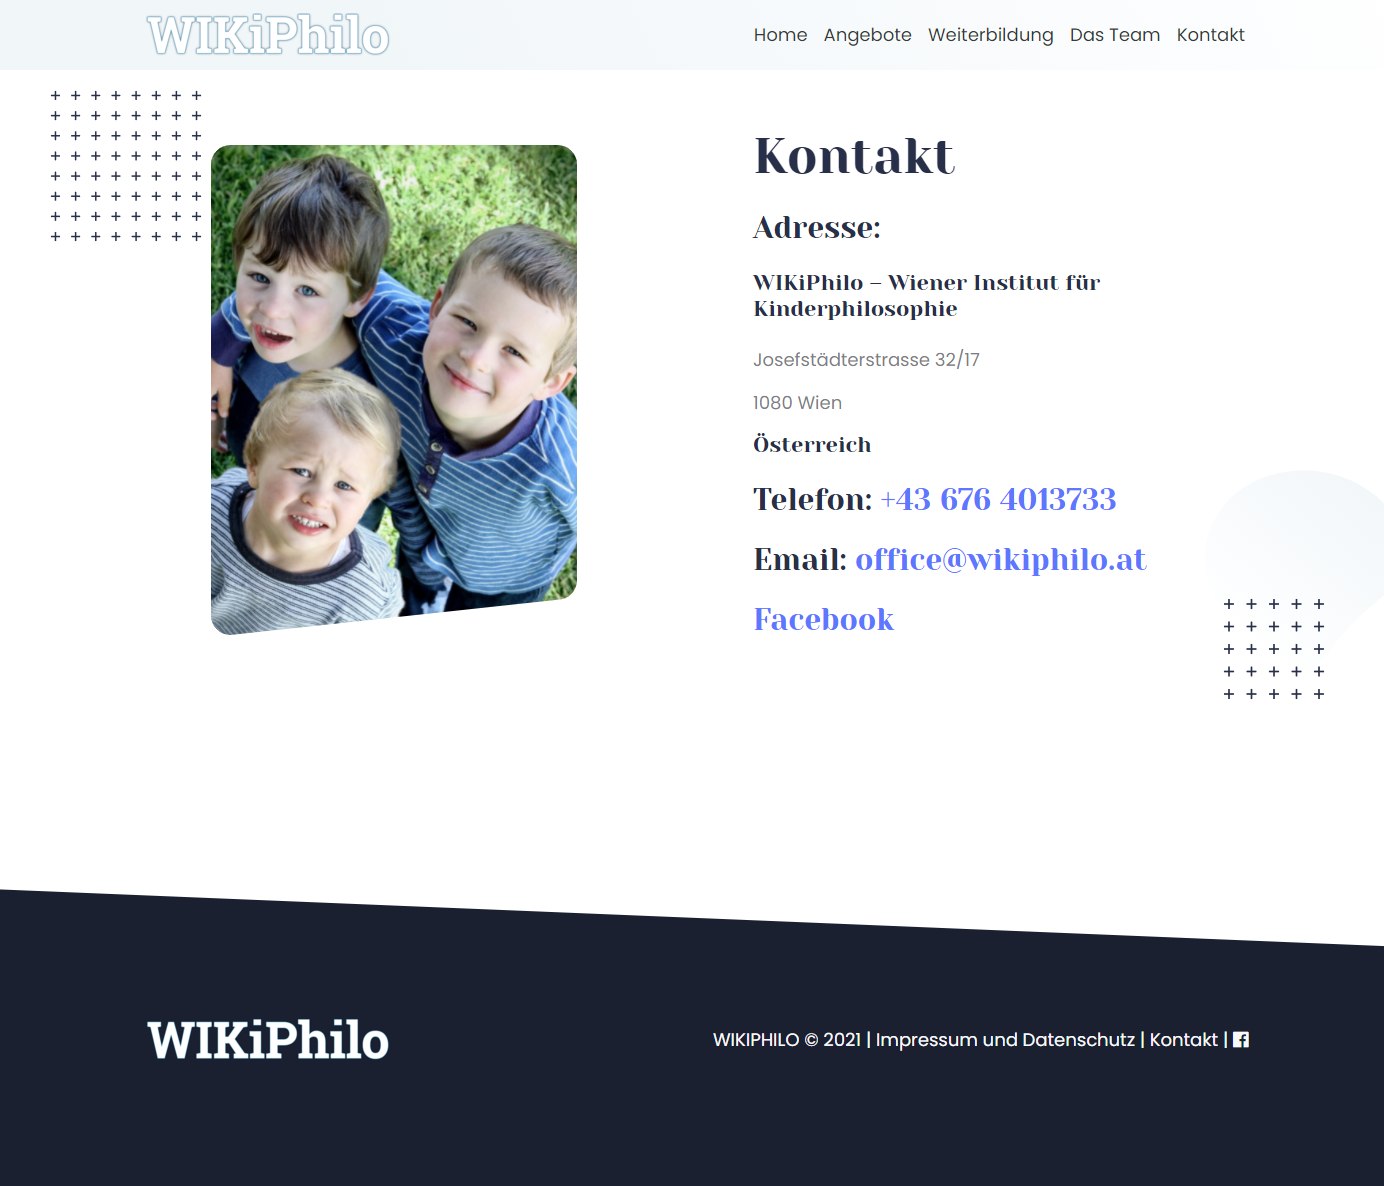 WIKiPhilo
Home Angebote Weiterbildung Das Team Kontakt
Kontakt
Adresse:
WIKiPhilo – Wiener Institut für
Kinderphilosophie
Josefstädterstrasse 32/17
1080 Wien
Österreich
Telefon: +43 676 4013733
Email: office@wikiphilo.at
Facebook
WIKiPhilo
WIKIPHILO © 2021 | Impressum und Datenschutz | Kontakt |